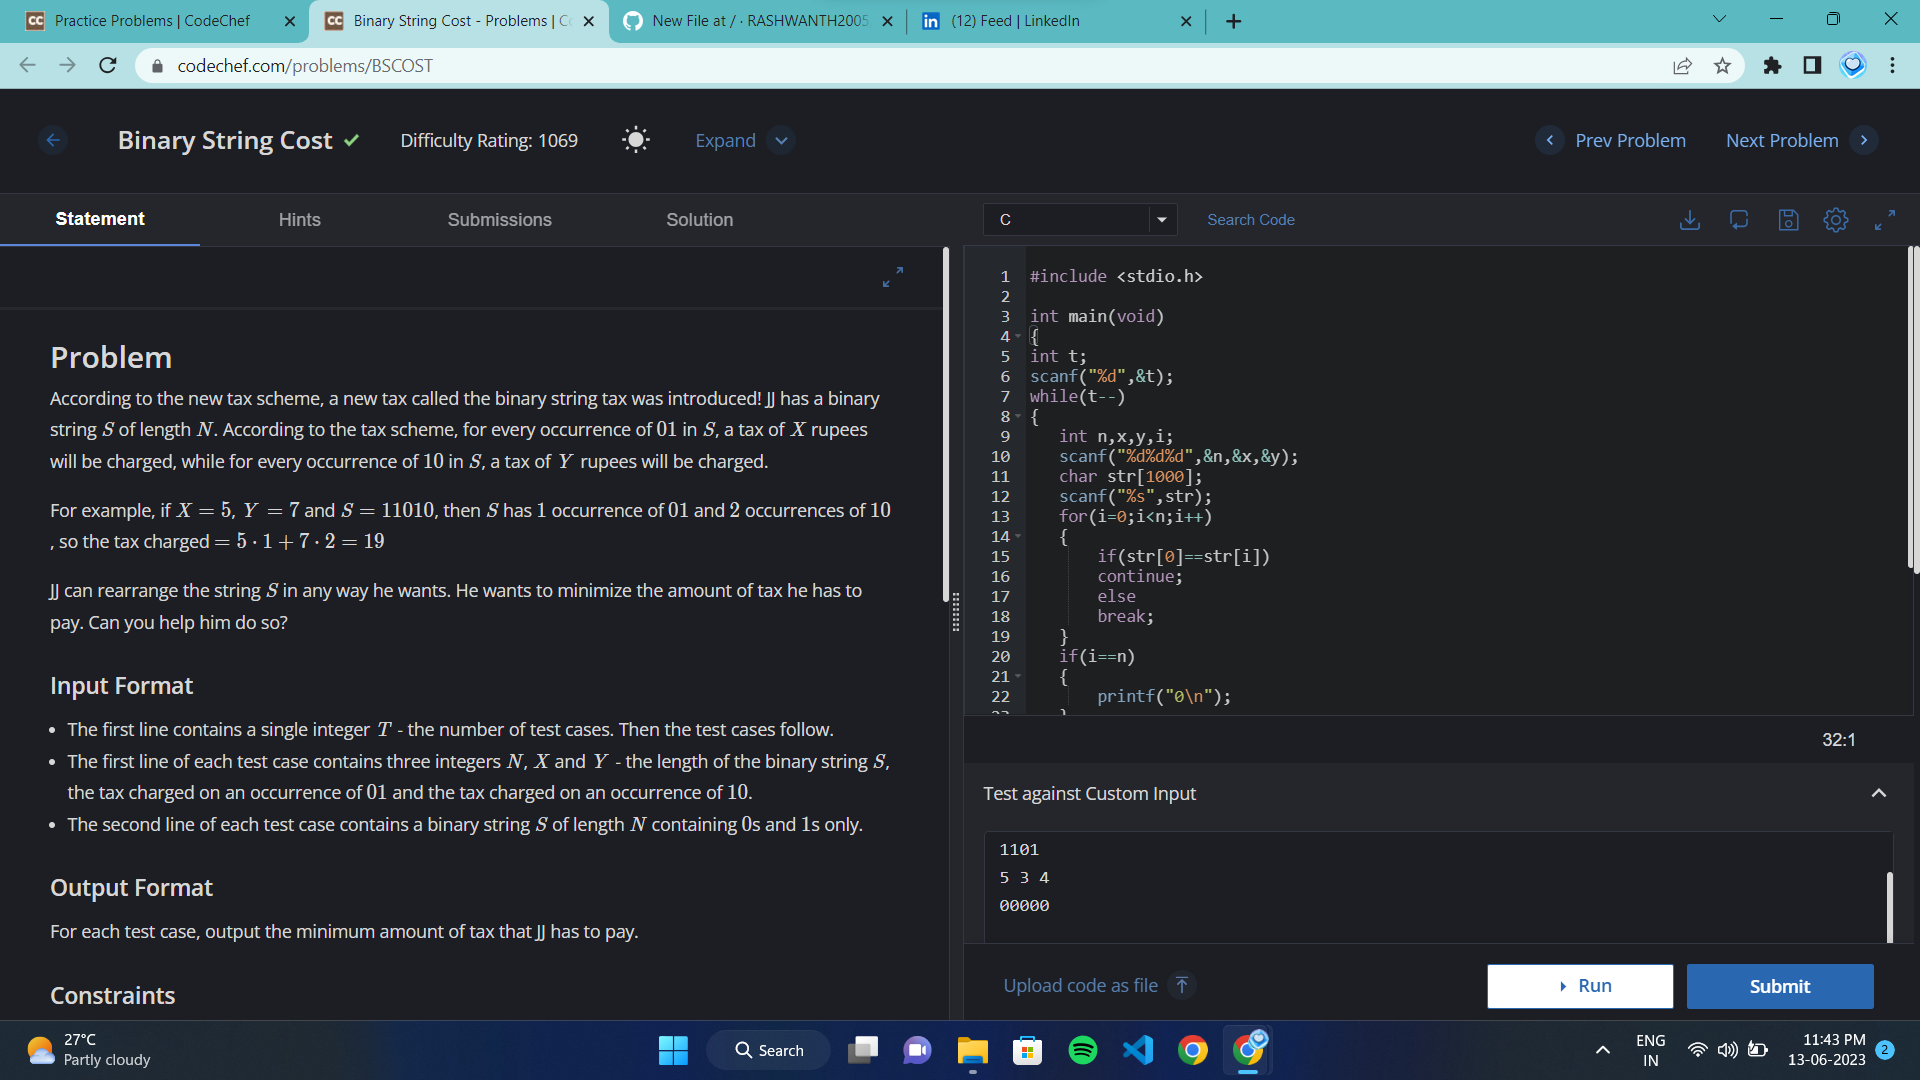 Practice Problems | CodeChef
Binary String Cost - Problems | Co
New File at / · RASHWANTH2005
(12) Feed | LinkedIn
codechef.com/problems/BSCOST
Binary String Cost
Difficulty Rating: 1069
Expand
Prev Problem
Next Problem
Statement
Hints
Submissions
Solution
Problem
According to the new tax scheme, a new tax called the binary string tax was introduced! JJ has a binary
string S of length N. According to the tax scheme, for every occurrence of 01 in S, a tax of X rupees
will be charged, while for every occurrence of 10 in S, a tax of Y rupees will be charged.
For example, if X = 5, Y = 7 and S = 11010, then S has 1 occurrence of 01 and 2 occurrences of 10
, so the tax charged = 5 · 1 + 7 · 2 = 19
JJ can rearrange the string S in any way he wants. He wants to minimize the amount of tax he has to
pay. Can you help him do so?
Input Format
• The first line contains a single integer T - the number of test cases. Then the test cases follow.
• The first line of each test case contains three integers N, X and Y - the length of the binary string S,
the tax charged on an occurrence of 01 and the tax charged on an occurrence of 10.
• The second line of each test case contains a binary string S of length N containing 0s and 1s only.
Output Format
For each test case, output the minimum amount of tax that JJ has to pay.
Constraints
C
Search Code
1 #include <stdio.h>
2
3 int main(void)
4 {
5 int t;
6 scanf("%d",&t);
7 while(t--)
8 {
9 int n,x,y,i;
10 scanf("%d%d%d",&n,&x,&y);
11 char str[1000];
12 scanf("%s",str);
13 for(i=0;i<n;i++)
14 {
15 if(str[0]==str[i])
16 continue;
17 else
18 break;
19 }
20 if(i==n)
21 {
22 printf("0\n");
23 }
32:1
Test against Custom Input
1101
5 3 4
00000
Upload code as file
Run
Submit
27°C
Partly cloudy
Search
ENG
IN
11:43 PM
13-06-2023
2